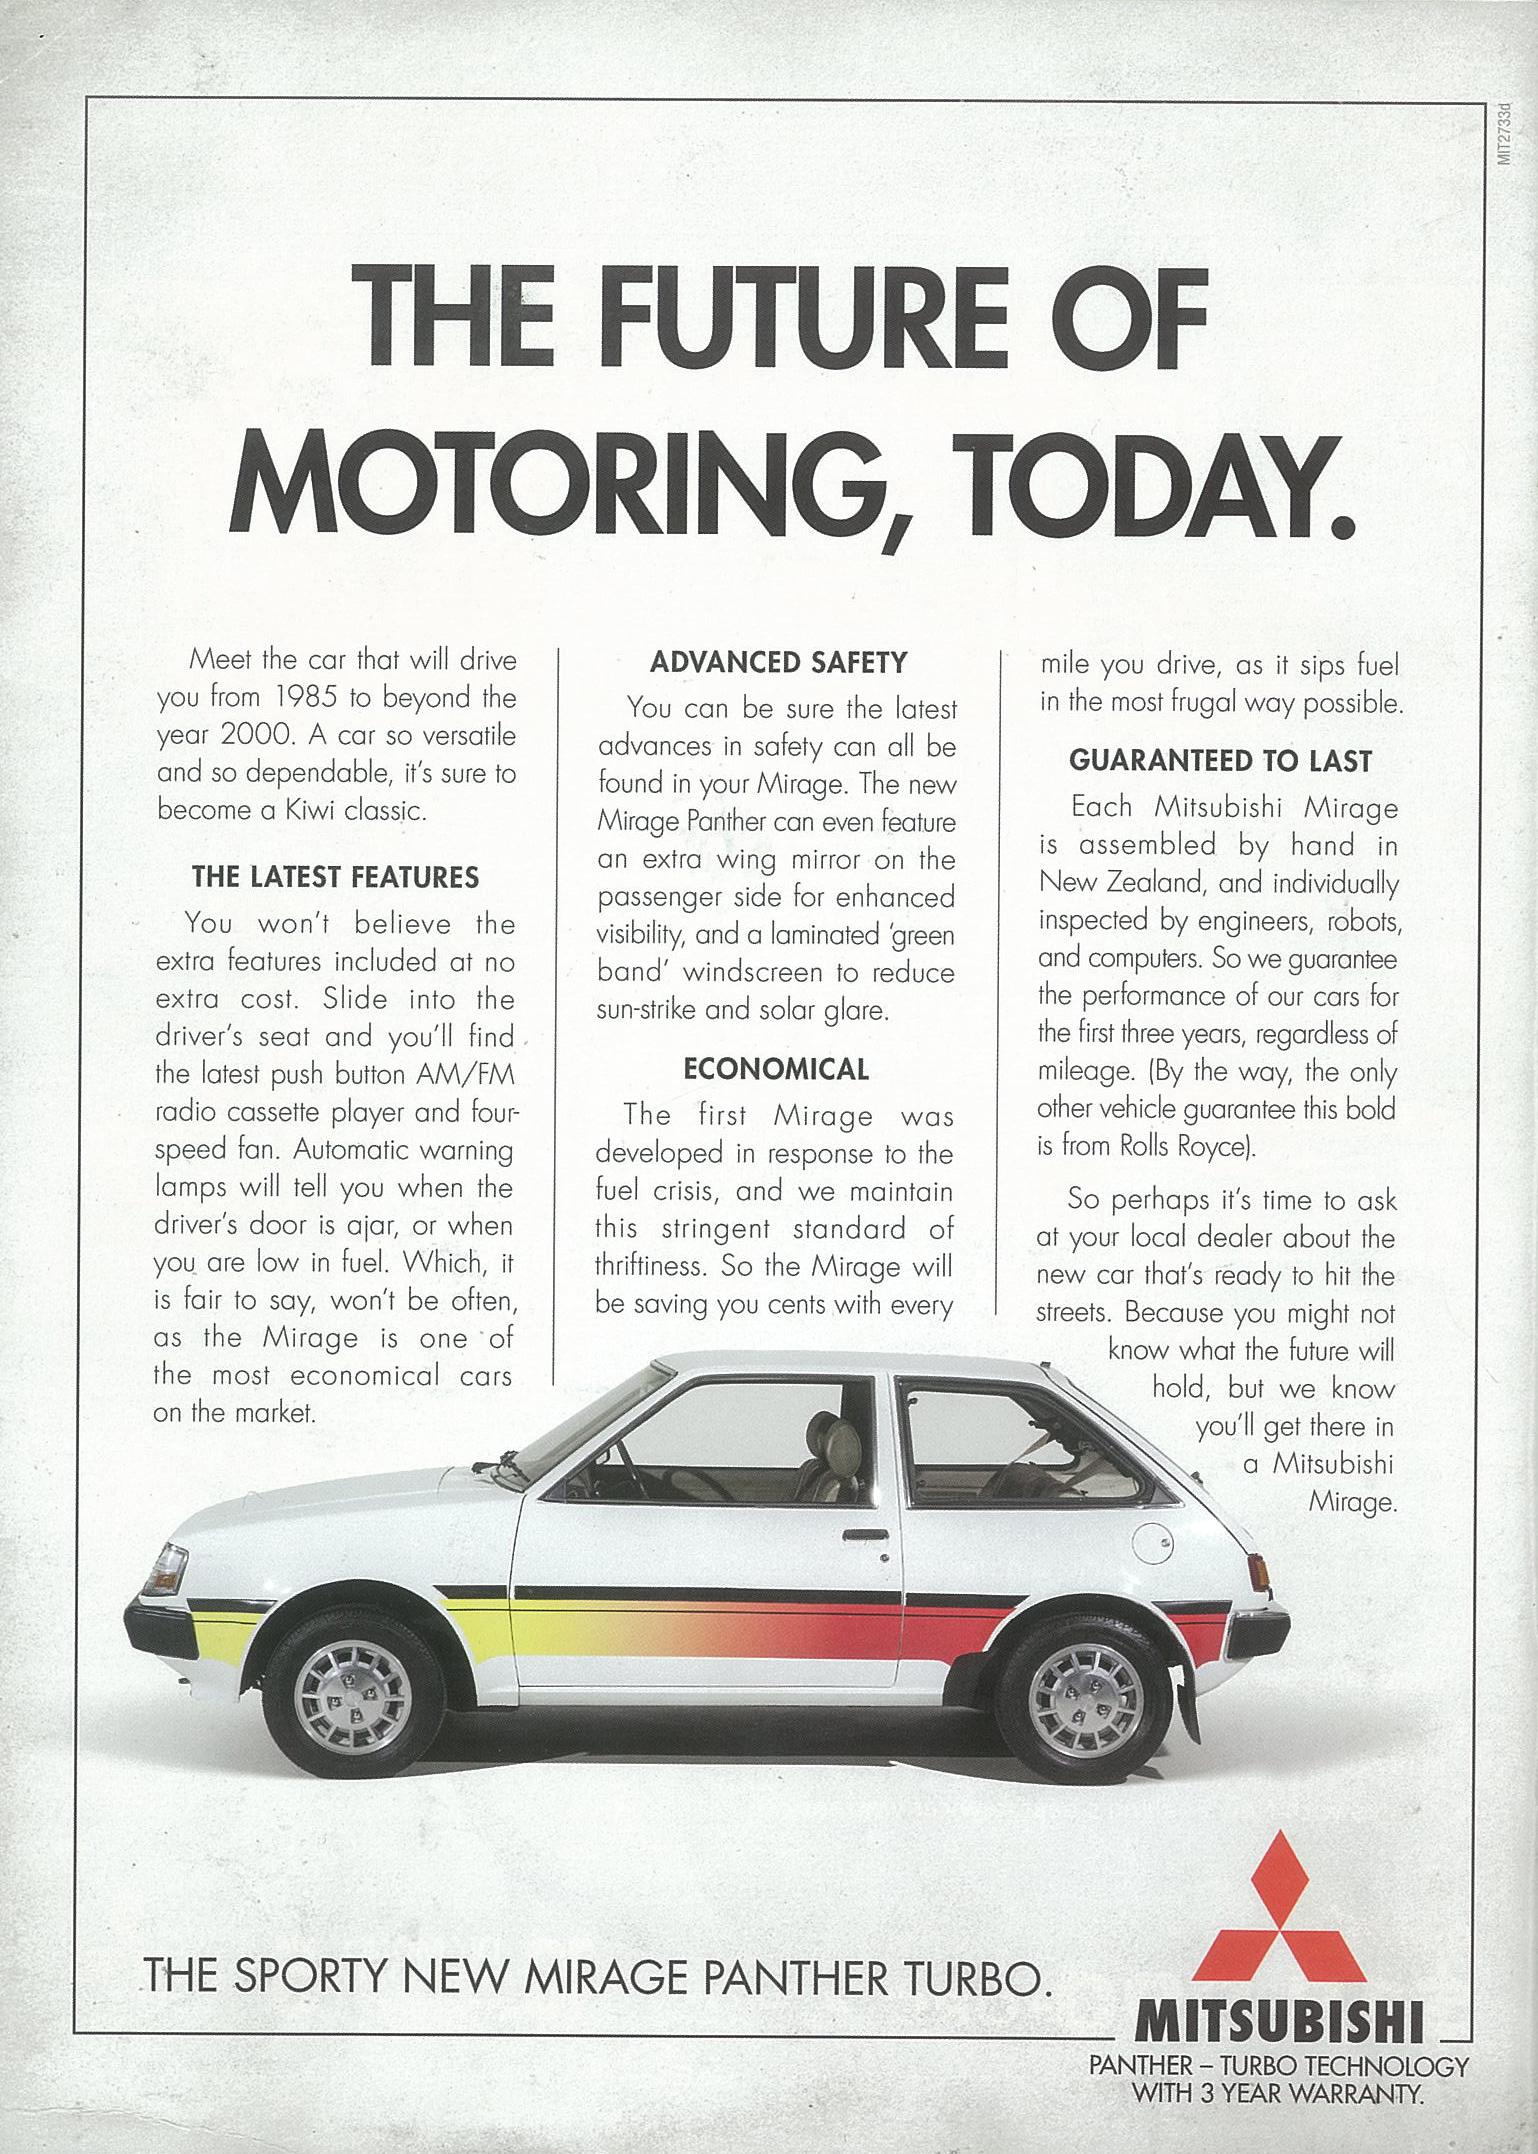 MIT2733d
THE FUTURE OF
MOTORING, TODAY.
Meet the car that will drive
you from 1985 to beyond the
year 2000. A car so versatile
and so dependable, it's sure to
become a Kiwi classic.
THE LATEST FEATURES
You won't believe the
extra features included at no
extra cost. Slide into the
driver's seat and you'll find
the latest push button AM/FM
radio cassette player and four-
speed fan. Automatic warning
lamps will tell you when the
driver's door is ajar, or when
you are low in fuel. Which, it
is fair to say, won't be often,
as the Mirage is one of
the most economical cars
on the market.
ADVANCED SAFETY
You can be sure the latest
advances in safety can all be
found in your Mirage. The new
Mirage Panther can even feature
an extra wing mirror on the
passenger side for enhanced
visibility, and a laminated 'green
band' windscreen to reduce
sun-strike and solar glare.
ECONOMICAL
The first Mirage was
developed in response to the
fuel crisis, and we maintain
this stringent standard of
thriftiness. So the Mirage will
be saving you cents with every
mile you drive, as it sips fuel
in the most frugal way possible.
GUARANTEED TO LAST
Each Mitsubishi Mirage
is assembled by hand in
New Zealand, and individually
inspected by engineers, robots,
and computers. So we guarantee
the performance of our cars for
the first three years, regardless of
mileage. (By the way, the only
other vehicle guarantee this bold
is from Rolls Royce).
So perhaps it's time to ask
at your local dealer about the
new car that's ready to hit the
streets. Because you might not
know what the future will
hold, but we know
you'll get there in
a Mitsubishi
Mirage.
THE SPORTY NEW MIRAGE PANTHER TURBO.
MITSUBISHI
PANTHER – TURBO TECHNOLOGY
WITH 3 YEAR WARRANTY.